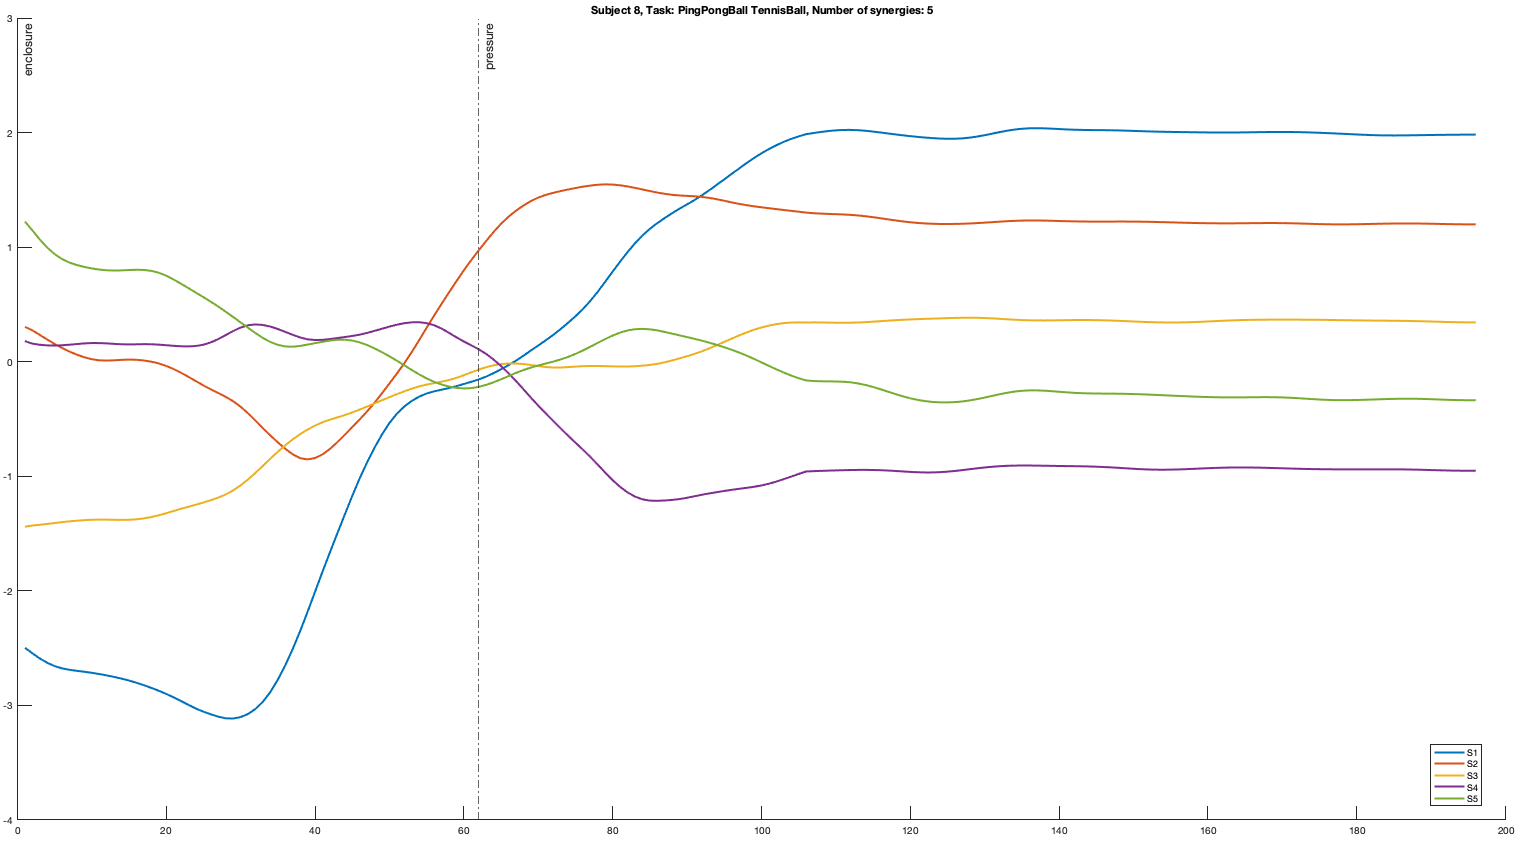 Subject 8, Task: PingPongBall TennisBall, Number of synergies: 5
enclosure
pressure
3
2
1
0
-1
-2
-3
-4
0 20 40 60 80 100 120 140 160 180 200
S1
S2
S3
S4
S5